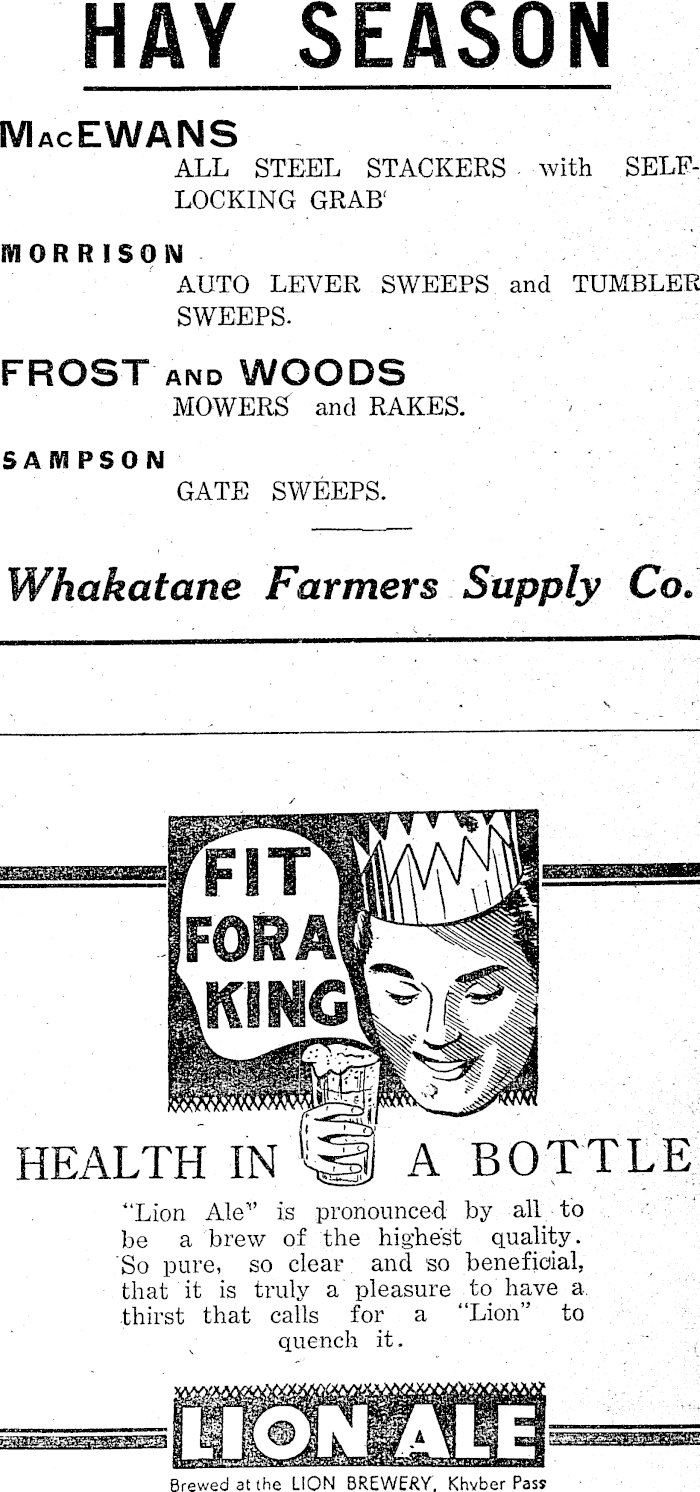 HAY SEASON
MacEWANS
ALL STEEL STACKERS with SELF-
LOCKING GRAB
MORRISON
AUTO LEVER SWEEPS and TUMBLER
SWEEPS.
FROST AND WOODS
MOWERS and RAKES.
SAMPSON
GATE SWEEPS.
Whakatane Farmers Supply Co.
FIT
FOR A
KING
HEALTH IN A BOTTLE
"Lion Ale" is pronounced by all to
be a brew of the highest quality.
So pure, so clear and so beneficial,
that it is truly a pleasure to have a
thirst that calls for a "Lion" to
quench it.
LION ALE
Brewed at the LION BREWERY, Khyber Pass